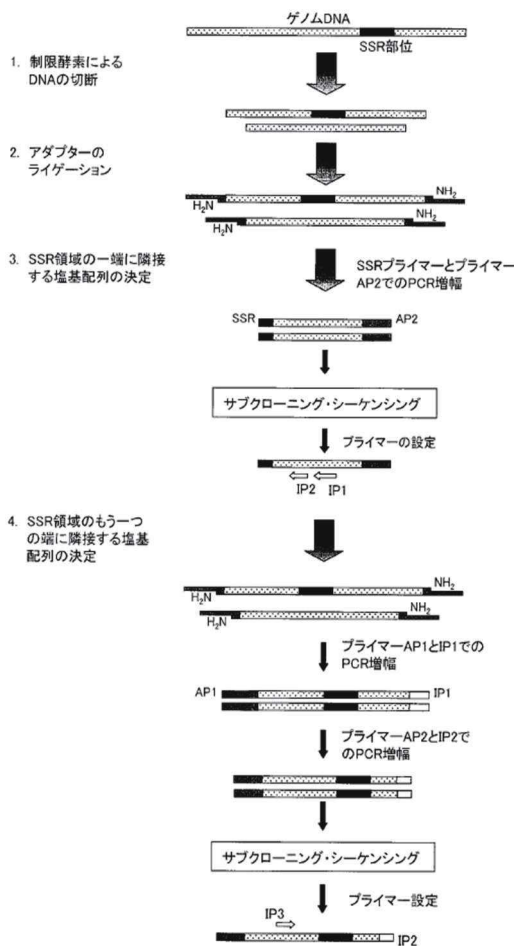 ゲノムDNA
SSR部位
1. 制限酵素による
DNAの切断
2. アダプターの
ライゲーション
NH2
H2N
NH2
H2N
3. SSR領域の一端に隣接
する塩基配列の決定
SSRプライマーとプライマー
AP2でのPCR増幅
SSR
AP2
サブクローニング・シーケンシング
プライマーの設定
IP2
IP1
4. SSR領域のもう一つ
の端に隣接する塩基
配列の決定
NH2
H2N
NH2
H2N
プライマーAP1とIP1での
PCR増幅
AP1
IP1
プライマーAP2とIP2で
のPCR増幅
サブクローニング・シーケンシング
プライマー設定
IP3
IP2